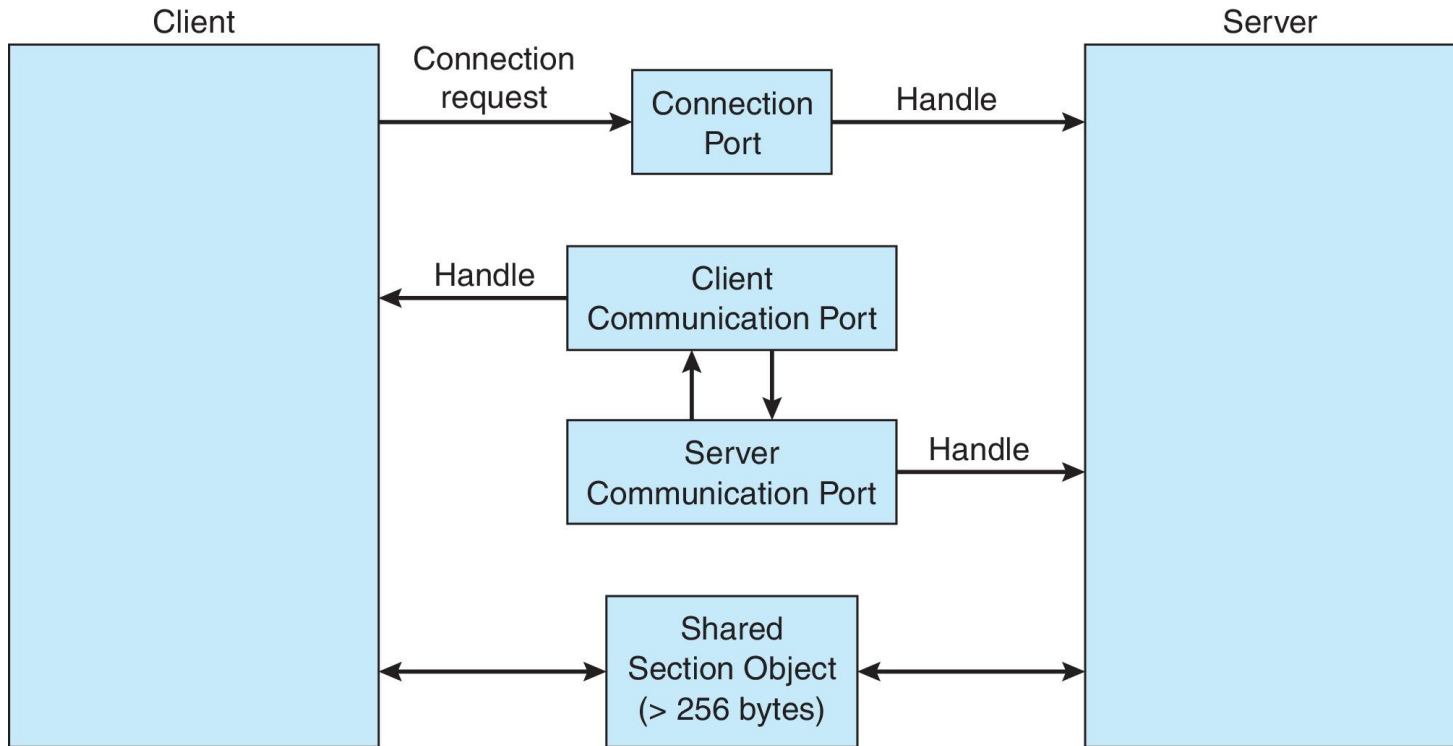 Client
Server
Connection
request
Connection
Port
Handle
Handle
Client
Communication Port
Server
Communication Port
Handle
Shared
Section Object
(> 256 bytes)